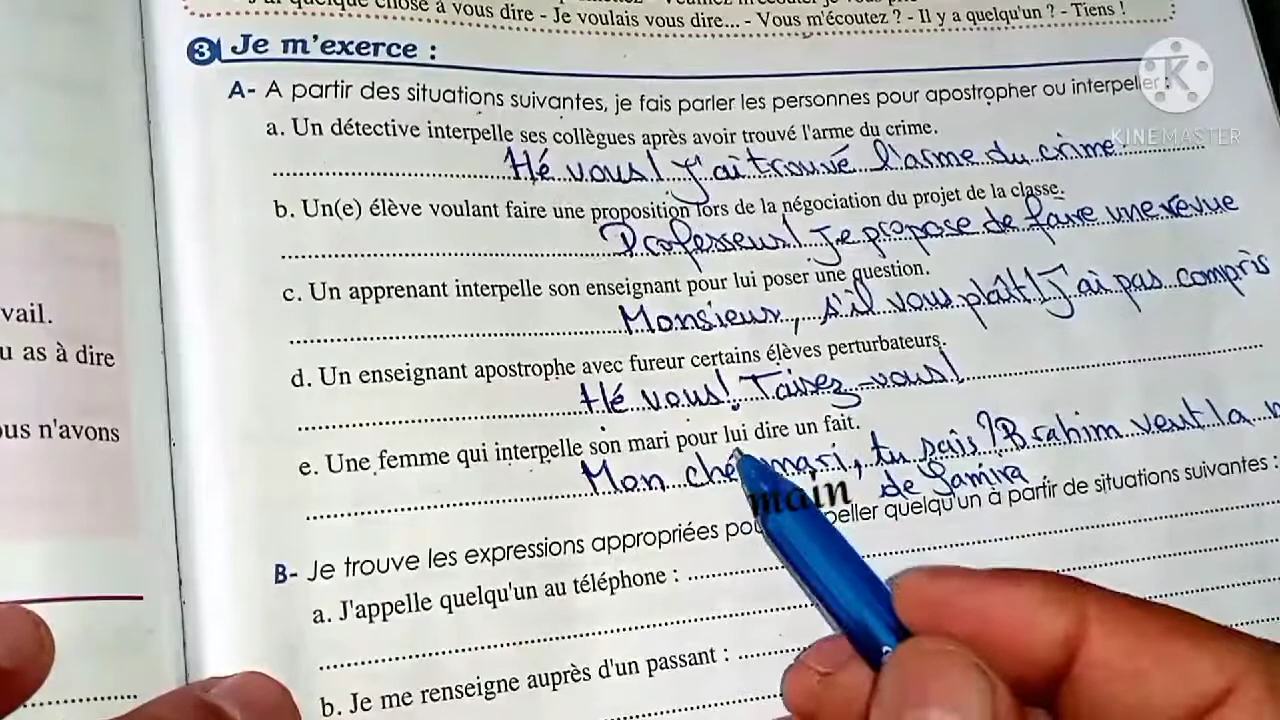 quelque chose à vous dire - Je voulais vous dire... - Vous m'écoutez ? - Il y a quelqu'un ? - Tiens !
3 Je m'exerce :
A- A partir des situations suivantes, je fais parler les personnes pour apostropher ou interpeller :
a. Un détective interpelle ses collègues après avoir trouvé l'arme du crime.
Hé vous! J'ai trouvé l'arme du crime!
b. Un(e) élève voulant faire une proposition lors de la négociation du projet de la classe.
Professeur! Je propose de faire une revue
c. Un apprenant interpelle son enseignant pour lui poser une question.
Monsieur, s'il vous plaît! J'ai pas compris
d. Un enseignant apostrophe avec fureur certains élèves perturbateurs.
Hé vous! Taisez-vous!
e. Une femme qui interpelle son mari pour lui dire un fait.
Mon mari, tu sais? Brahim veut la
main de Samira
B- Je trouve les expressions appropriées quelqu'un à partir de situations suivantes :
a. J'appelle quelqu'un au téléphone :
b. Je me renseigne auprès d'un passant :
vail.
u as à dire
ous n'avons
KINEMASTER